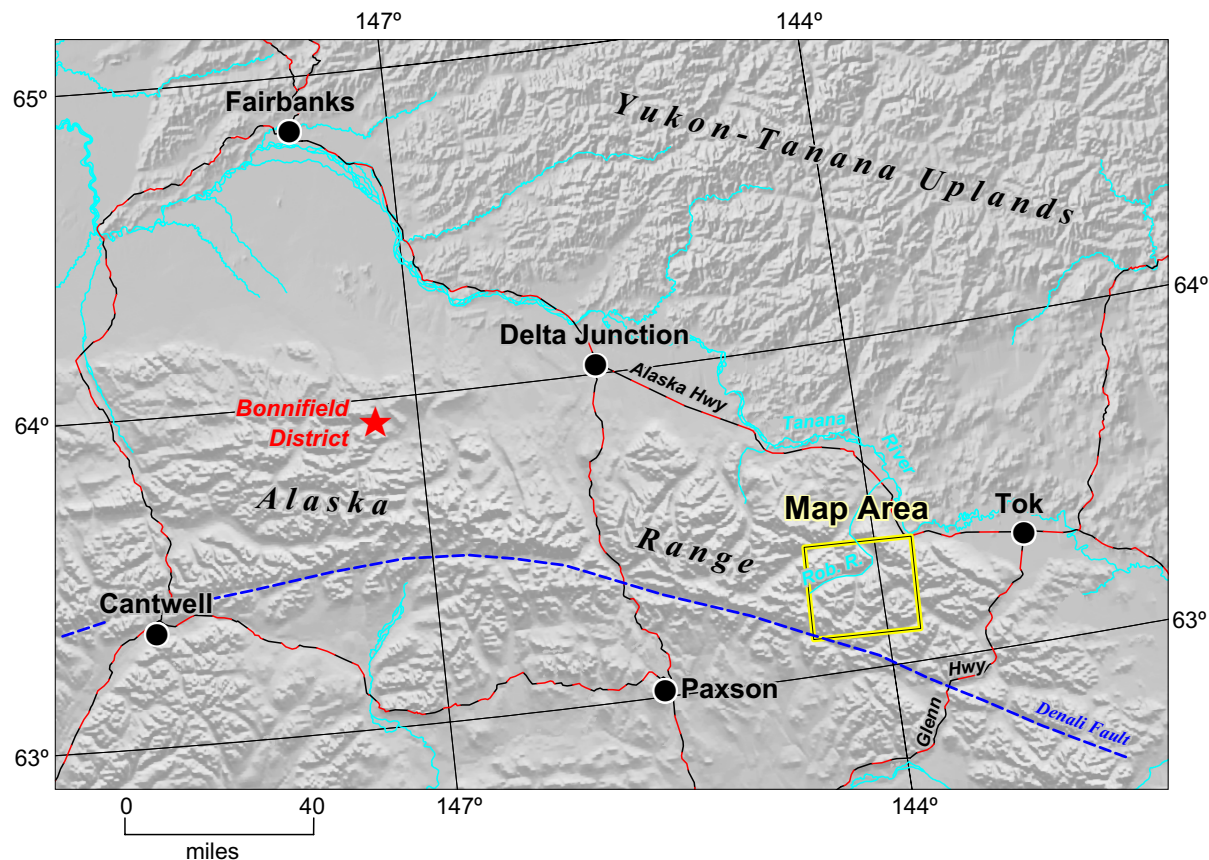 147º
144º
65º
Fairbanks
Yukon-Tanana Uplands
64º
Delta Junction
Alaska Hwy
Bonnifield
District
64º
Tanana
River
Alaska
Map Area
Tok
Range
Rob. R.
Cantwell
63º
Hwy
Paxson
Glenn
Denali Fault
63º
0
40
147º
144º
miles